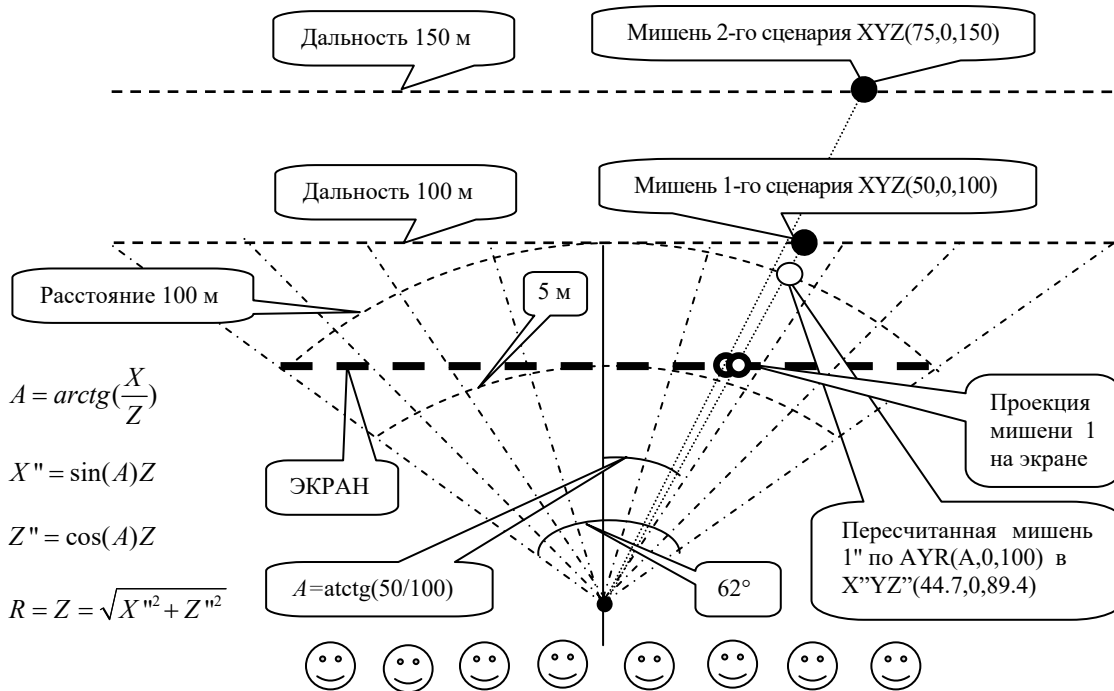 Дальность 150 м
Мишень 2-го сценария XYZ(75,0,150)
Дальность 100 м
Мишень 1-го сценария XYZ(50,0,100)
Расстояние 100 м
5 м
A = arctg(X/Z)
X" = sin(A)Z
Z" = cos(A)Z
R = Z = √X"²+Z"²
ЭКРАН
Проекция
мишени 1
на экране
A=atctg(50/100)
62°
Пересчитанная мишень
1" по AYR(A,0,100) в
X”YZ”(44.7,0,89.4)